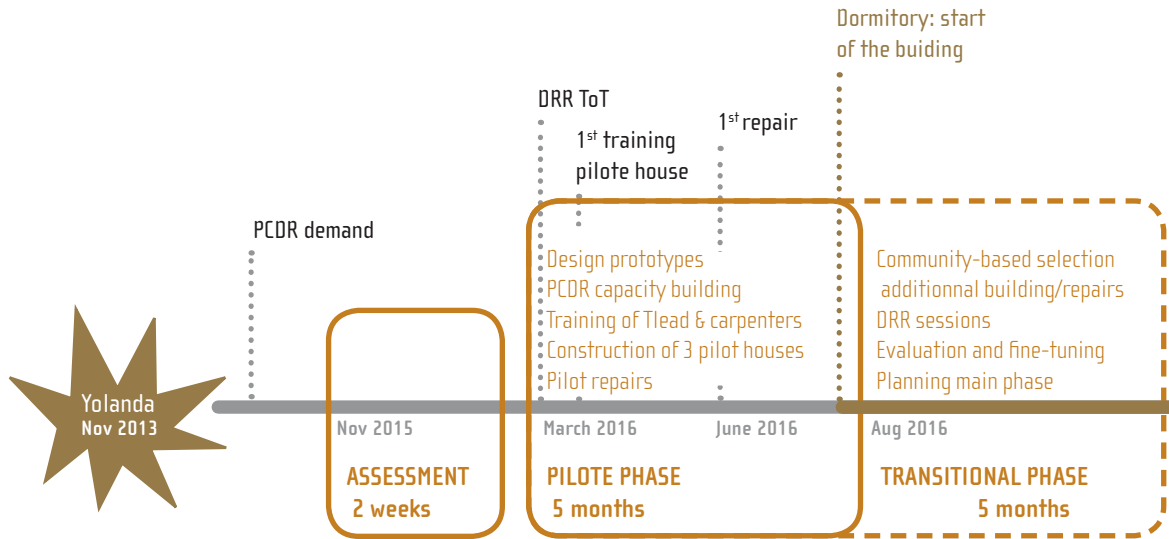 Dormitory: start
of the buiding
DRR ToT
1st training
pilote house
1st repair
PCDR demand
Design prototypes
PCDR capacity building
Training of Tlead & carpenters
Construction of 3 pilot houses
Pilot repairs
Community-based selection
additionnal building/repairs
DRR sessions
Evaluation and fine-tuning
Planning main phase
Yolanda
Nov 2013
Nov 2015
March 2016
June 2016
Aug 2016
ASSESSMENT
2 weeks
PILOTE PHASE
5 months
TRANSITIONAL PHASE
5 months